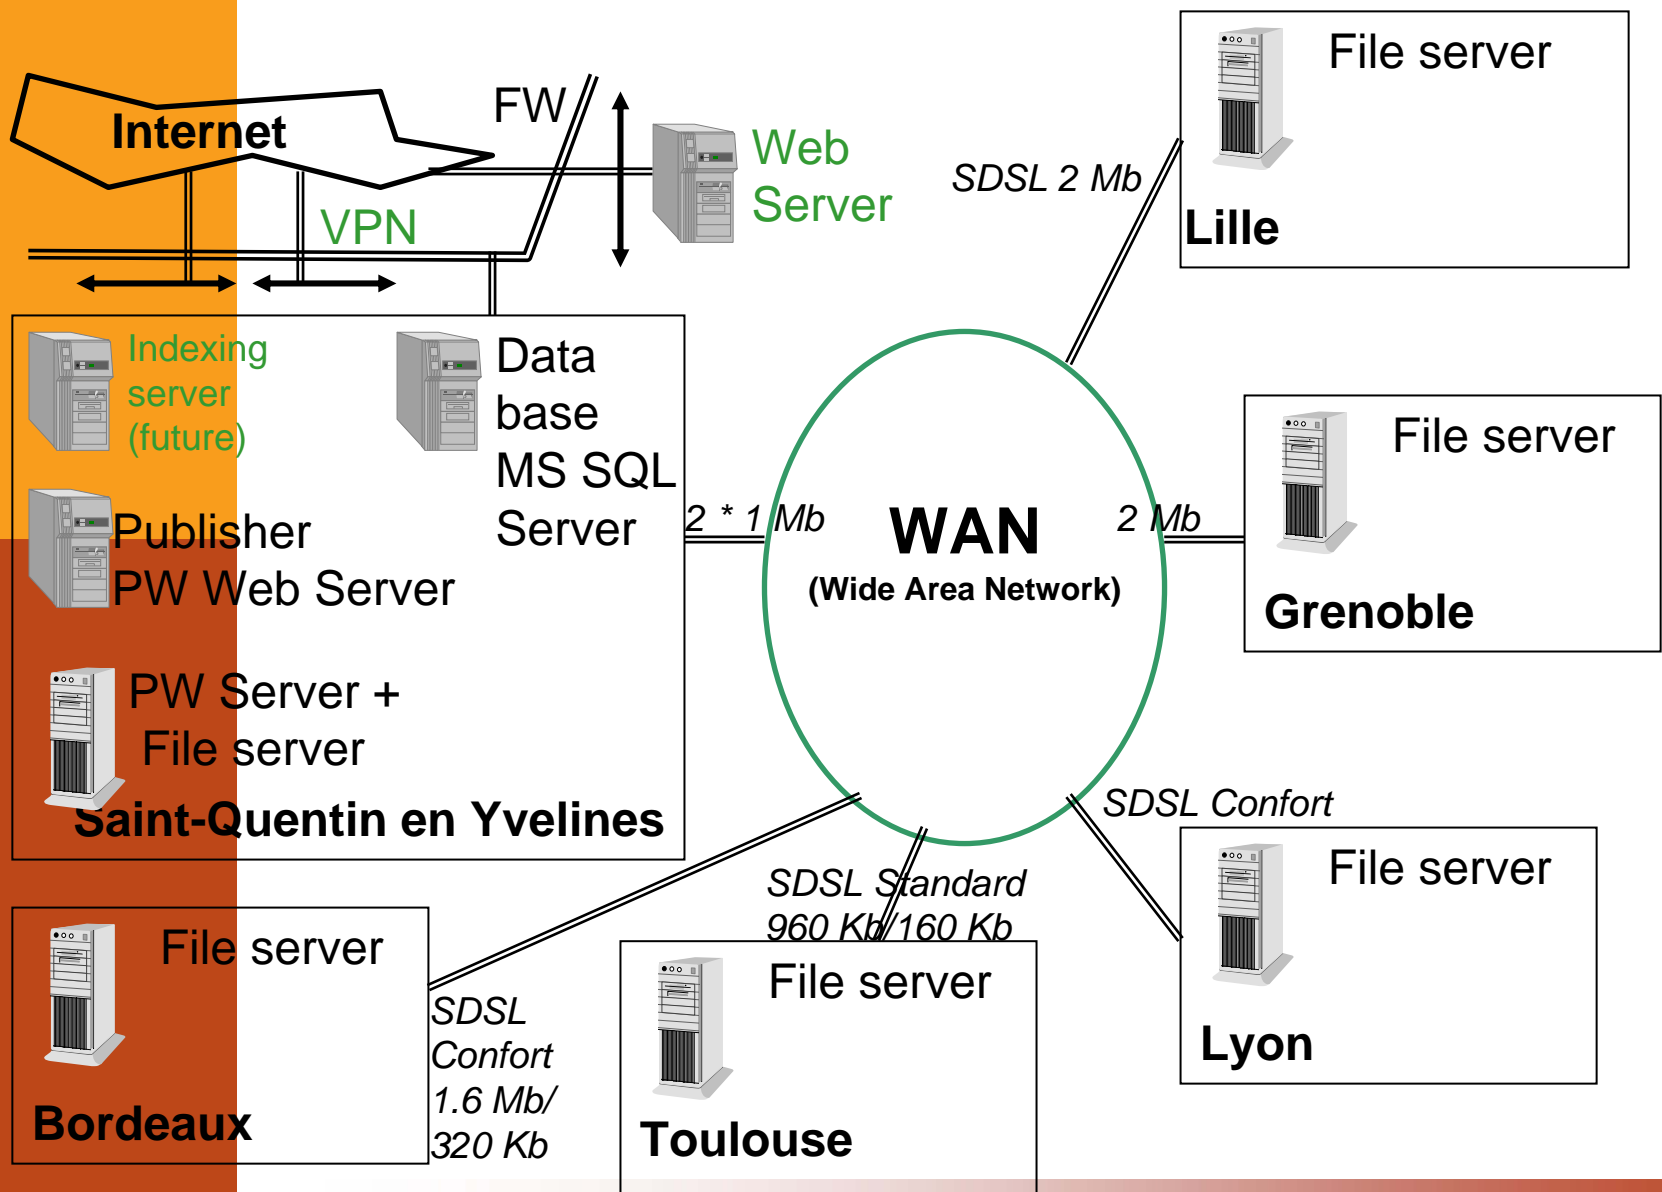 Internet
FW
VPN
Web
Server
SDSL 2 Mb
File server
Lille
Indexing
server
(future)
Data
base
MS SQL
Server
Publisher
PW Web Server
PW Server +
File server
Saint-Quentin en Yvelines
2 * 1 Mb
WAN
(Wide Area Network)
2 Mb
File server
Grenoble
SDSL Confort
File server
Lyon
SDSL Standard
960 Kb/160 Kb
File server
Toulouse
File server
Bordeaux
SDSL
Confort
1.6 Mb/
320 Kb